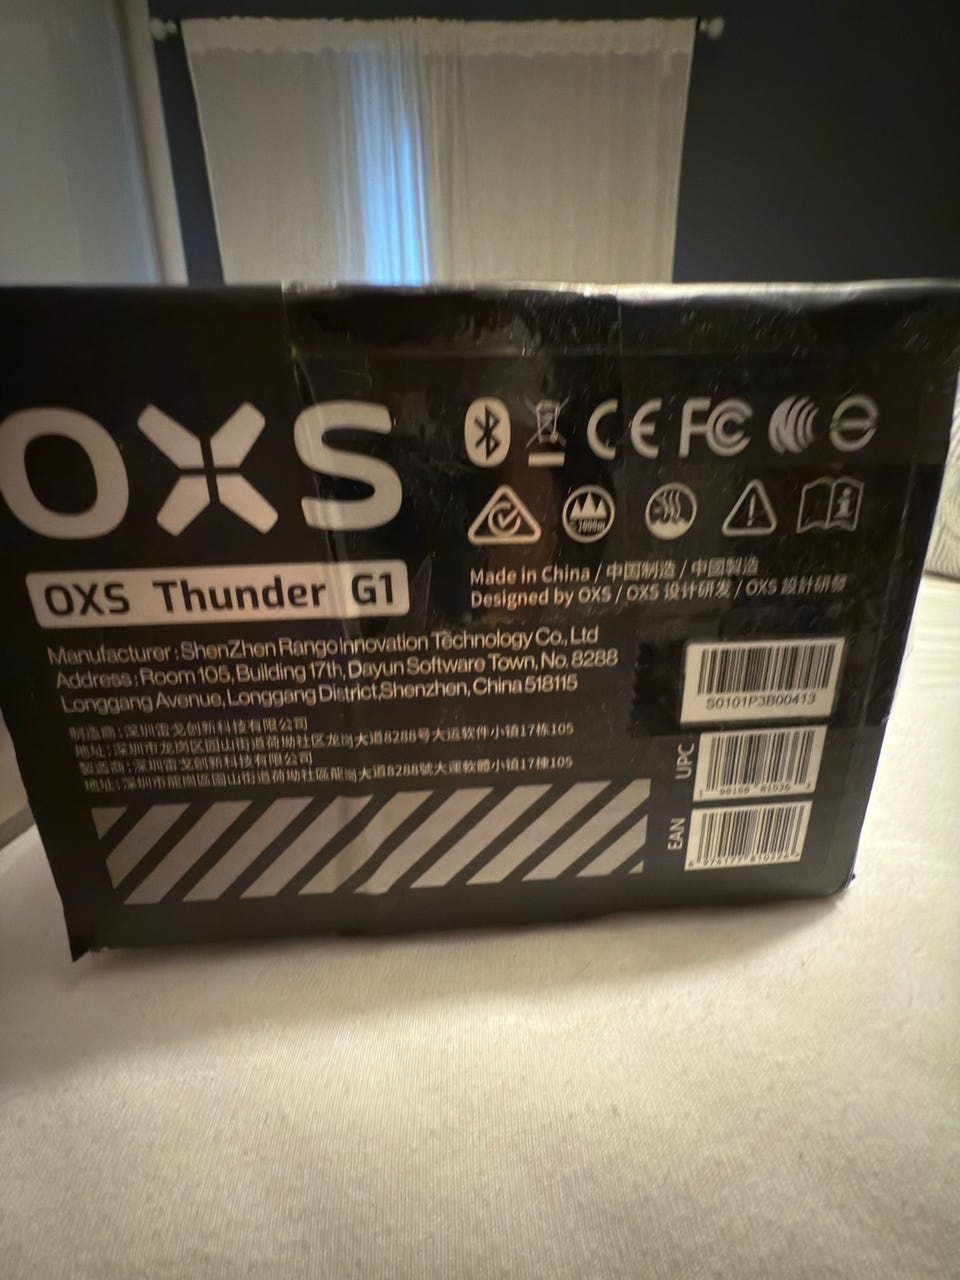 OXS
CE FC
2000m
OXS Thunder G1
Made in China / 中国制造 / 中國製造
Designed by OXS / OXS 设计研发 / OXS 設計研發
Manufacturer : ShenZhen Rango Innovation Technology Co., Ltd
Address : Room 105, Building 17th, Dayun Software Town, No. 8288
Longgang Avenue, Longgang District,Shenzhen, China 518115
制造商 : 深圳雷戈创新科技有限公司
地址 : 深圳市龙岗区园山街道荷坳社区龙岗大道8288号大运软件小镇17栋105
製造商 : 深圳雷戈創新科技有限公司
地址 : 深圳市龍崗區園山街道荷坳社區龍崗大道8288號大運軟體小鎮17棟105
S0101P3B00413
UPC
EAN